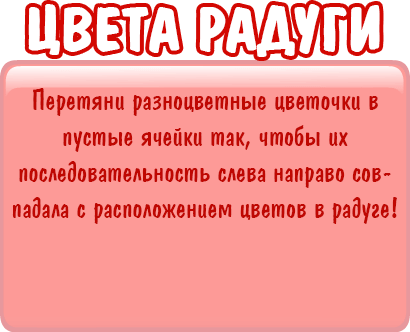 ЦВЕТА РАДУГИ
Перетяни разноцветные цветочки в
пустые ячейки так, чтобы их
последовательность слева направо сов-
падала с расположением цветов в радуге!